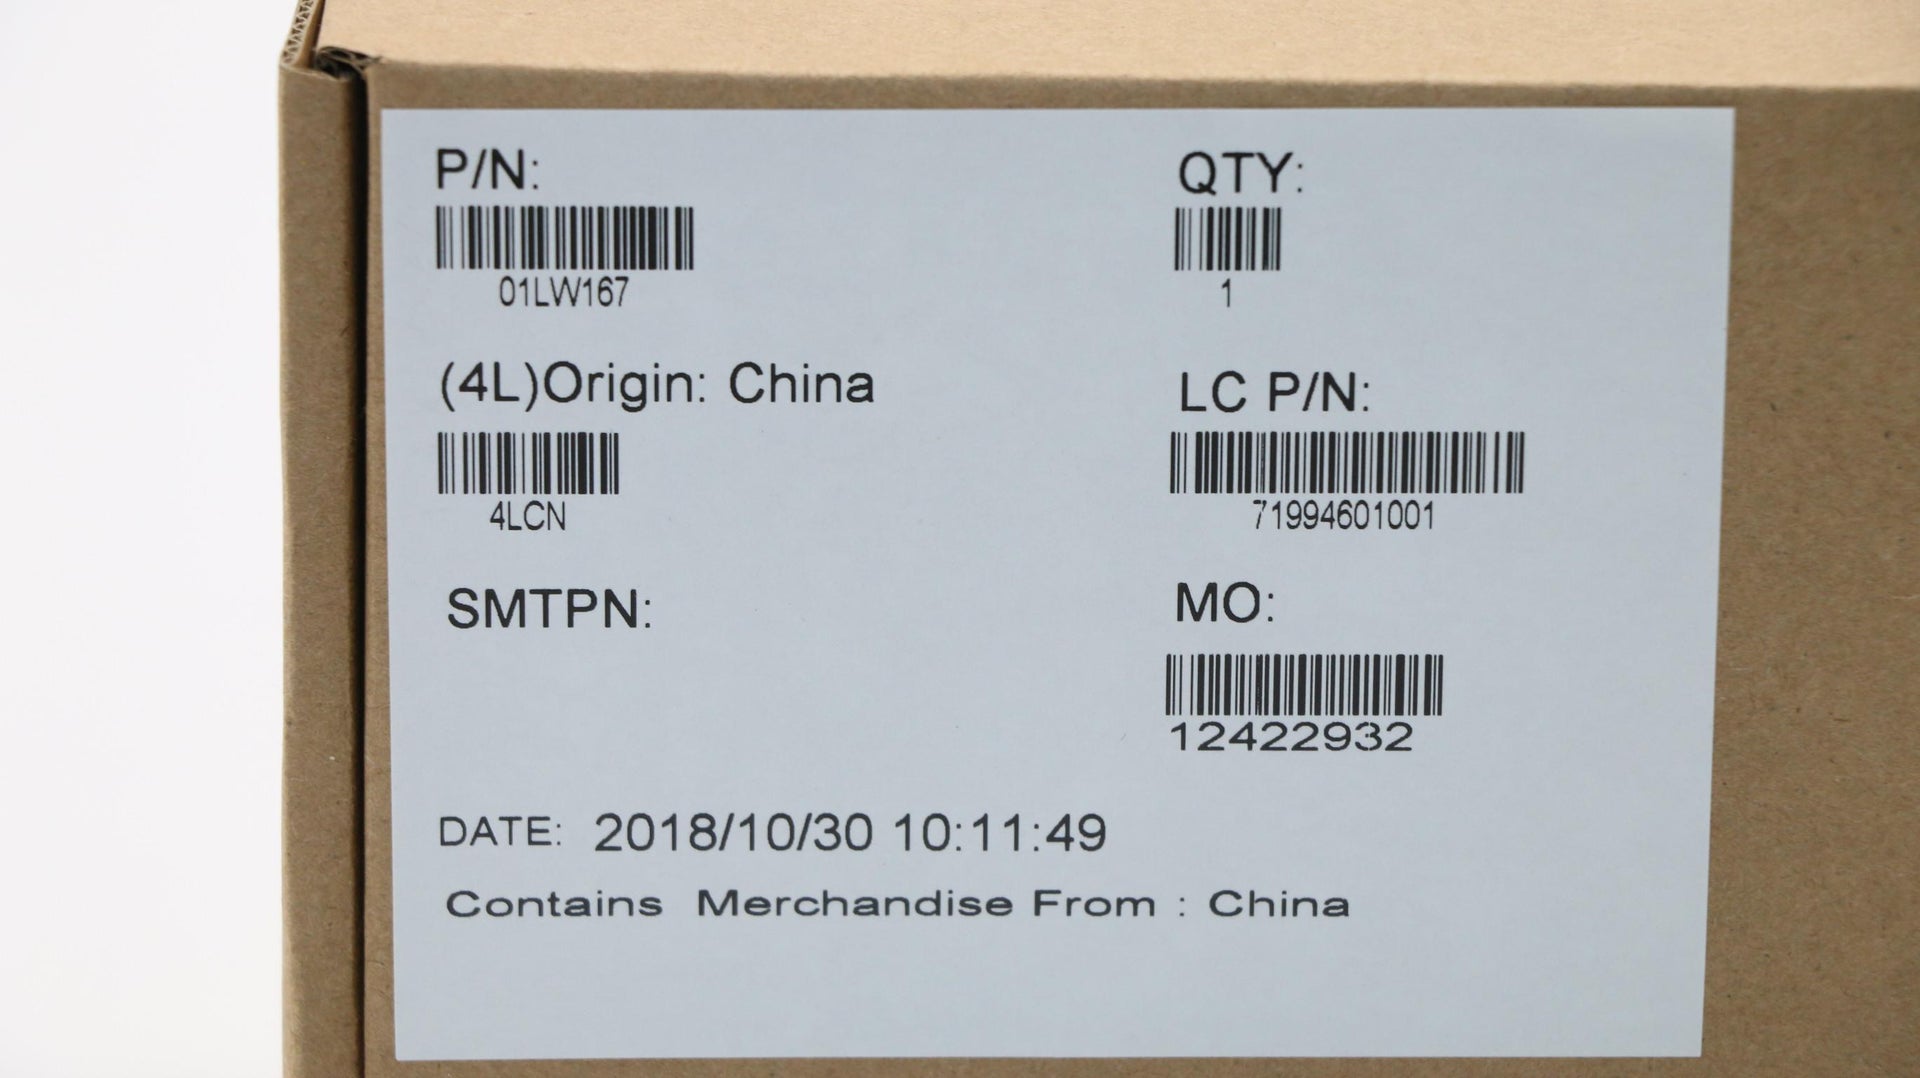 P/N:
01LW167
QTY:
1
(4L)Origin: China
4LCN
LC P/N:
71994601001
SMTPN:
MO:
12422932
DATE: 2018/10/30 10:11:49
Contains Merchandise From : China